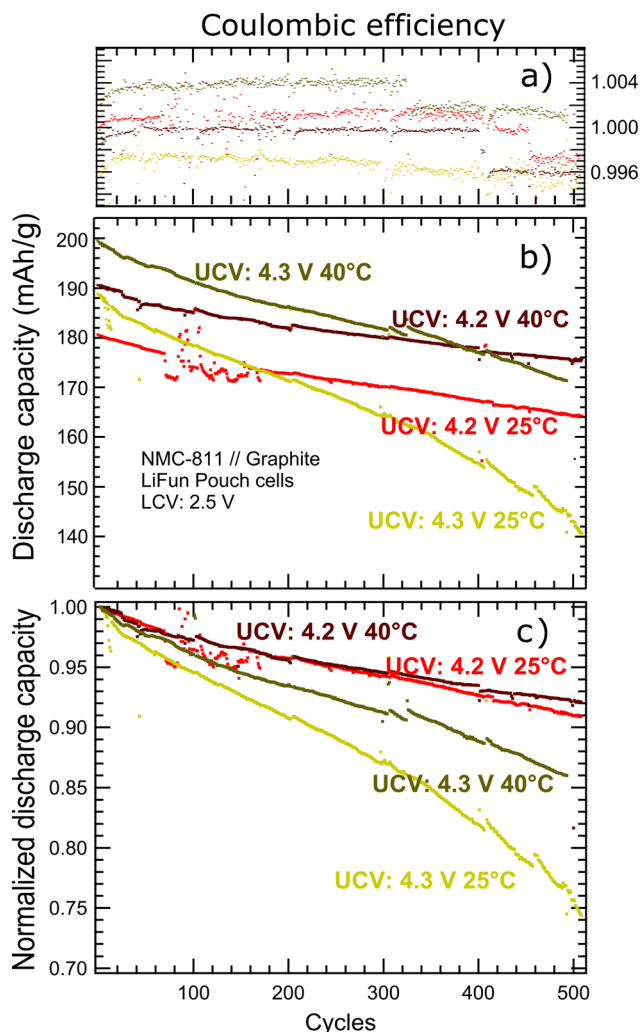 Coulombic efficiency
a)
1.004
1.000
0.996
b)
Discharge capacity (mAh/g)
200
190
180
170
160
150
140
UCV: 4.3 V 40°C
UCV: 4.2 V 40°C
UCV: 4.2 V 25°C
NMC-811 // Graphite
LiFun Pouch cells
LCV: 2.5 V
UCV: 4.3 V 25°C
c)
Normalized discharge capacity
1.00
0.95
0.90
0.85
0.80
0.75
0.70
UCV: 4.2 V 40°C
UCV: 4.2 V 25°C
UCV: 4.3 V 40°C
UCV: 4.3 V 25°C
100
200
300
400
500
Cycles